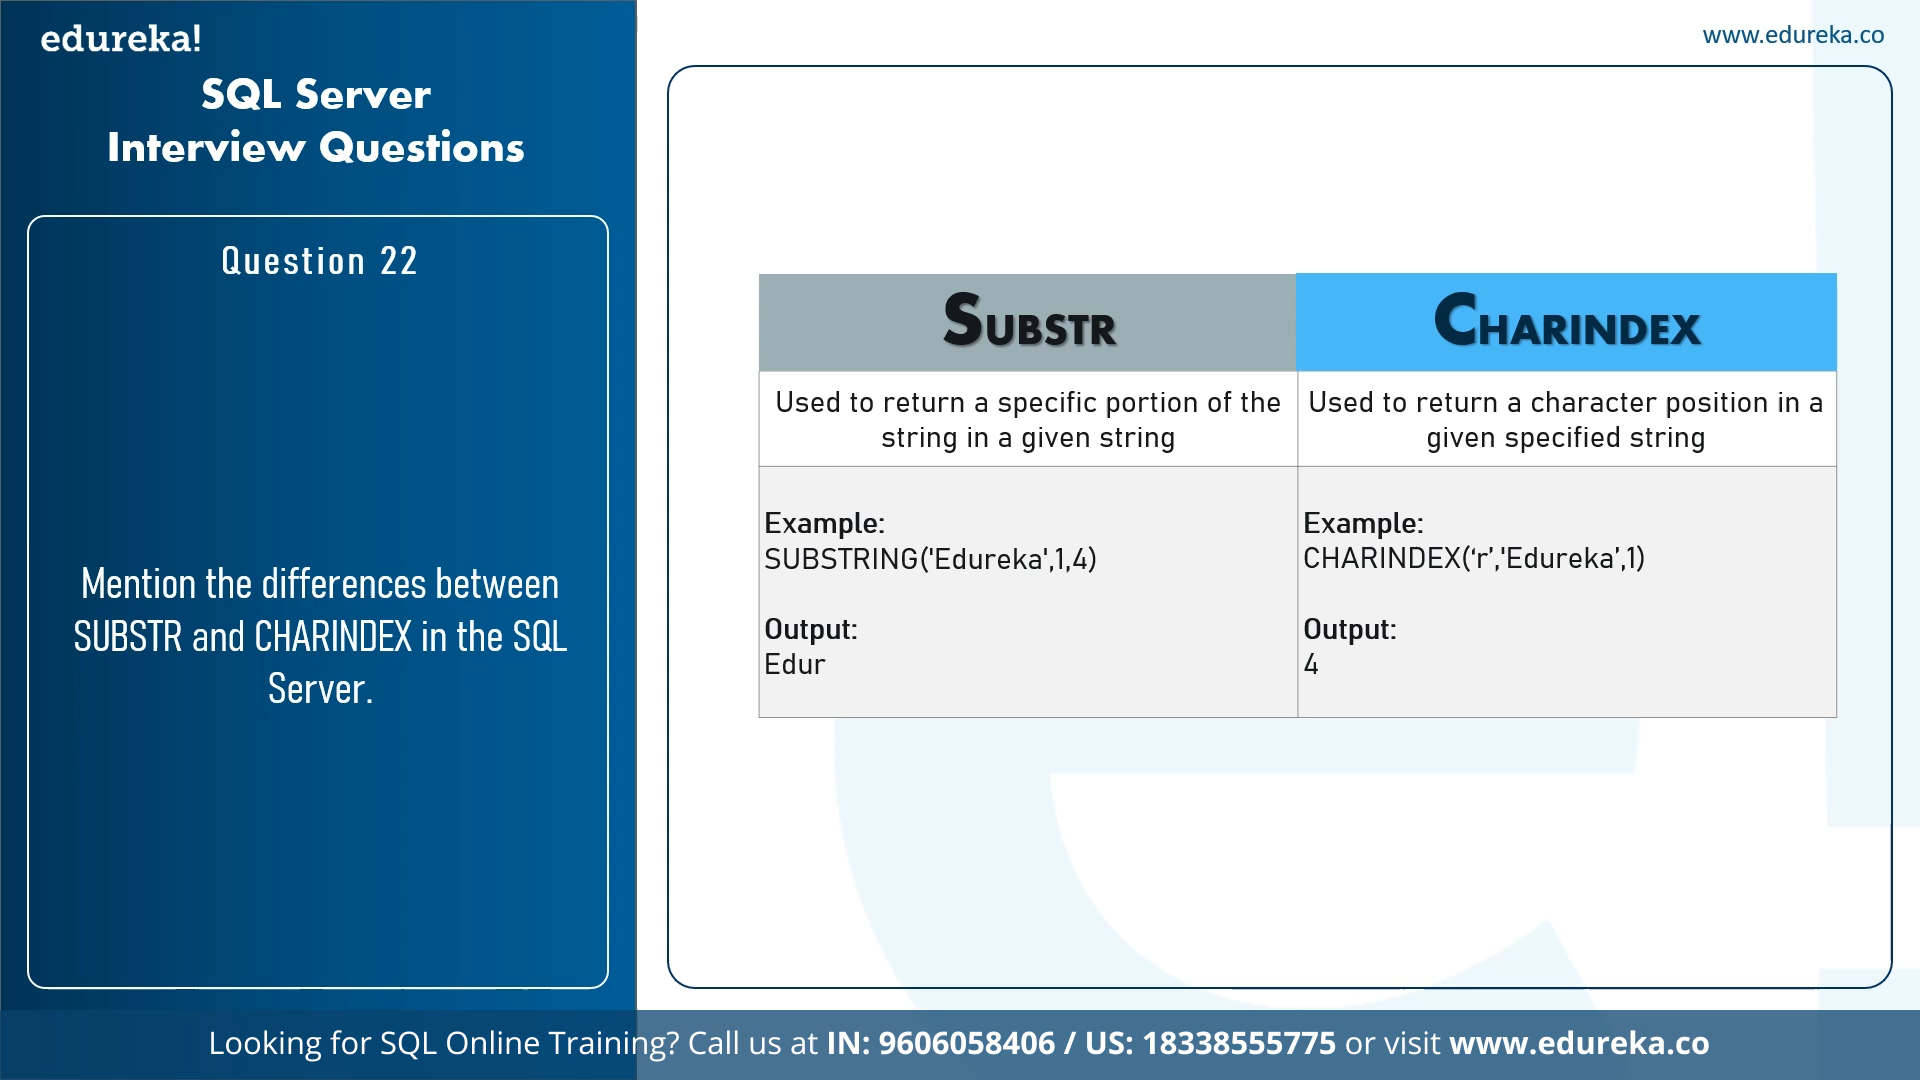 edureka!
www.edureka.co
SQL Server
Interview Questions
Question 22
Mention the differences between
SUBSTR and CHARINDEX in the SQL
Server.
SUBSTR
CHARINDEX
Used to return a specific portion of the
string in a given string
Used to return a character position in a
given specified string
Example:
SUBSTRING('Edureka',1,4)
Output:
Edur
Example:
CHARINDEX(‘r’,'Edureka’,1)
Output:
4
Looking for SQL Online Training? Call us at IN: 9606058406 / US: 18338555775 or visit www.edureka.co